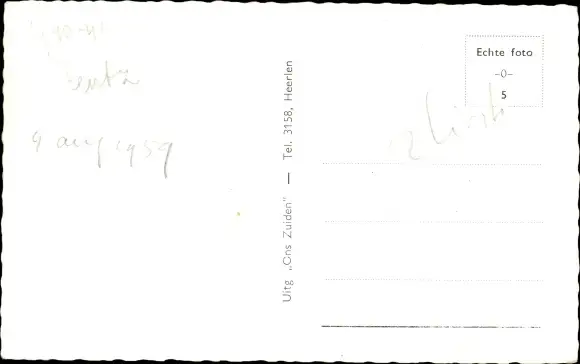 4 aug 1959
Uitg „Ons Zuiden” — Tel. 3158, Heerlen
Echte foto
-0-
5